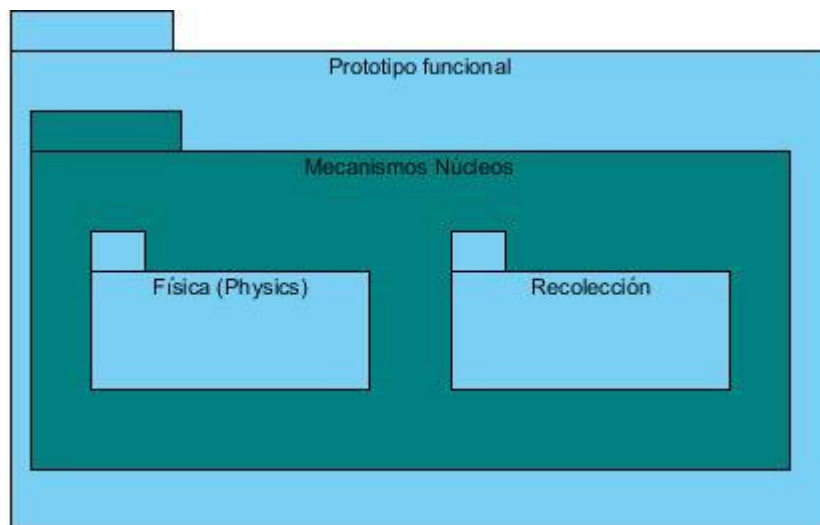 Prototipo funcional
Mecanismos Núcleos
Física (Physics)
Recolección